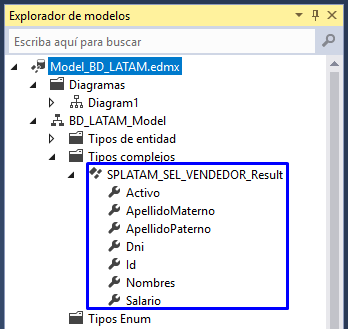 Explorador de modelos
Escriba aquí para buscar
Model_BD_LATAM.edmx
Diagramas
Diagram1
BD_LATAM_Model
Tipos de entidad
Tipos complejos
SPLATAM_SEL_VENDEDOR_Result
Activo
ApellidoMaterno
ApellidoPaterno
Dni
Id
Nombres
Salario
Tipos Enum